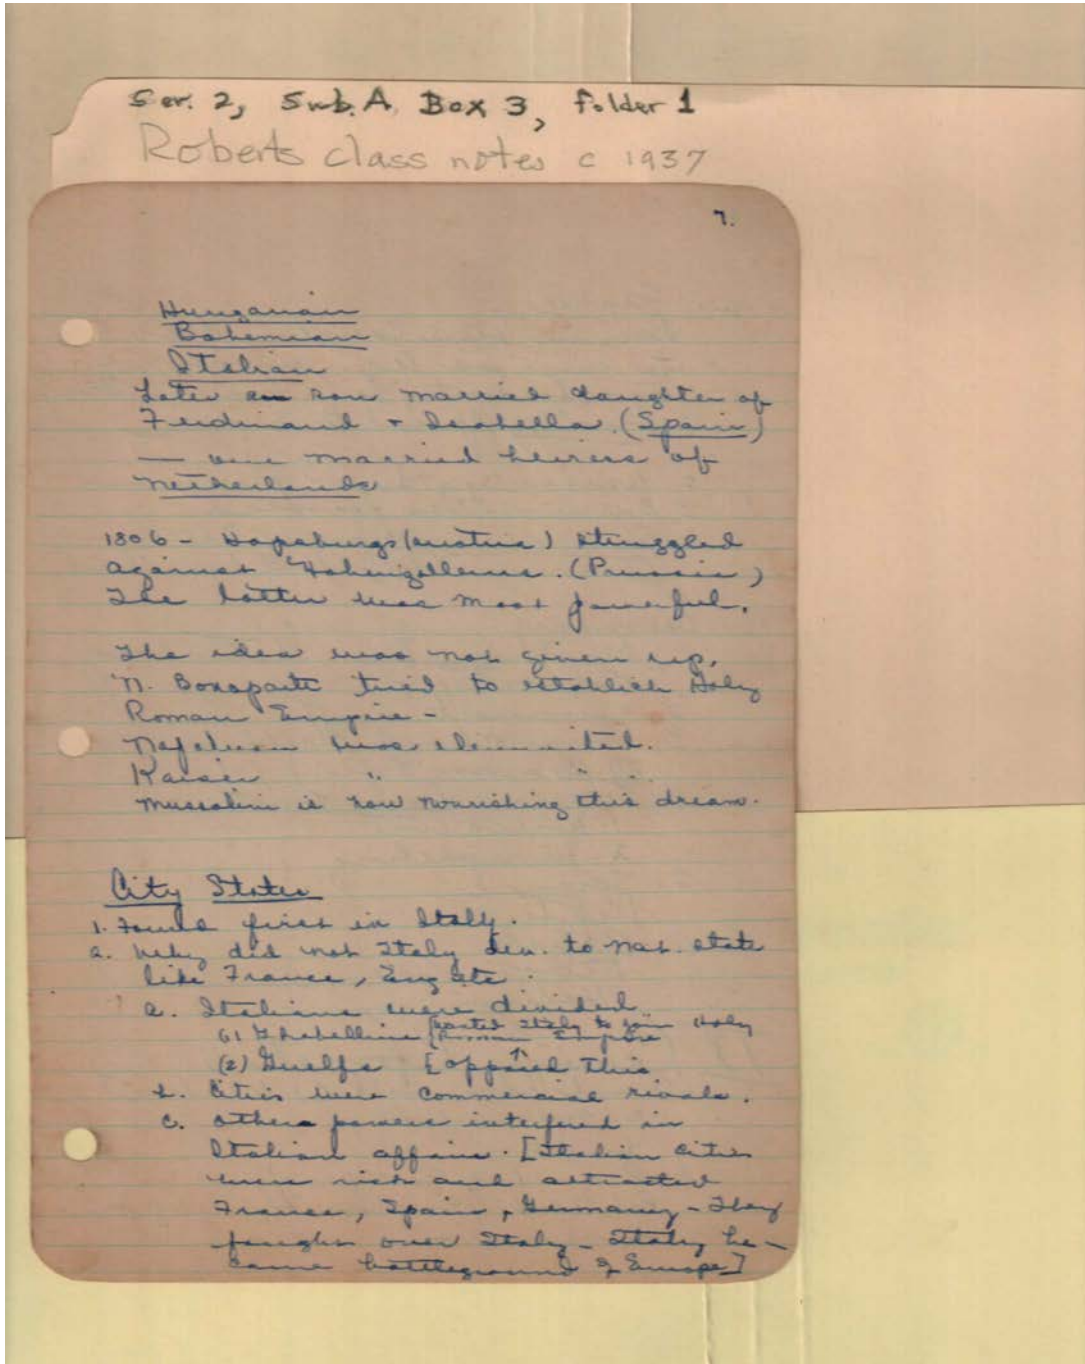 Ser. 2, Sub. A, Box 3, Folder 1
Roberts class notes c 1937
7.
Hungarian
Bohemian
Italian
Later son married daughter of
Ferdinand + Isabella. (Spain)
— one married heiress of
Netherlands
1806 - Hapsburgs (Austria) struggled
against Hohenzollerns. (Prussia)
The latter was most powerful.
The idea was not given up.
N. Bonaparte tried to establish Holy
Roman Empire -
Napoleon was eliminated.
Kaiser " "
Mussolini is now nourishing this dream.
City States
1. Found first in Italy.
2. Why did not Italy dev. to nat. state
like France, Eng etc.
a. Italians were divided.
(1) Ghibelline [wanted Italy to join Holy
Roman Empire
(2) Guelfs [opposed this
b. Cities were commercial rivals.
c. Others powers interfered in
Italian affairs. [Italian cities
were rich and attracted
France, Spain, Germany - They
fought over Italy - Italy be-
came battleground of Europe]